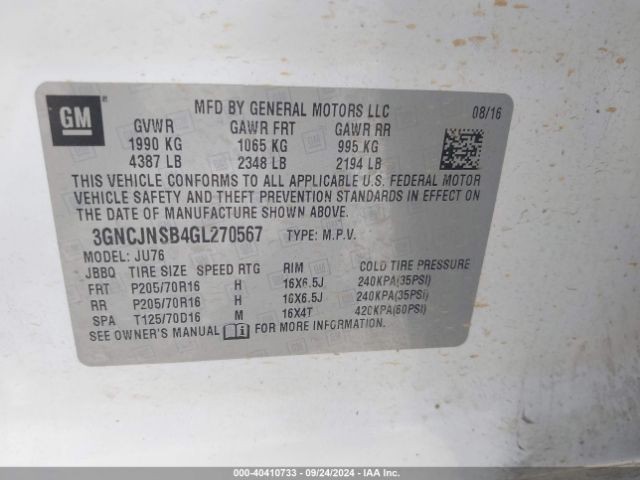 GM
MFD BY GENERAL MOTORS LLC 08/16
GVWR GAWR FRT GAWR RR
1990 KG 1065 KG 995 KG
4387 LB 2348 LB 2194 LB
THIS VEHICLE CONFORMS TO ALL APPLICABLE U.S. FEDERAL MOTOR
VEHICLE SAFETY AND THEFT PREVENTION STANDARDS IN EFFECT ON
THE DATE OF MANUFACTURE SHOWN ABOVE.
3GNCJNSB4GL270567 TYPE: M.P.V.
MODEL: JU76
JBBQ TIRE SIZE SPEED RTG RIM COLD TIRE PRESSURE
FRT P205/70R16 H 16X6.5J 240KPA(35PSI)
RR P205/70R16 H 16X6.5J 240KPA(35PSI)
SPA T125/70D16 M 16X4T 420KPA(60PSI)
SEE OWNER'S MANUAL FOR MORE INFORMATION.
000-40410733 - 09/24/2024 - IAAI.COM